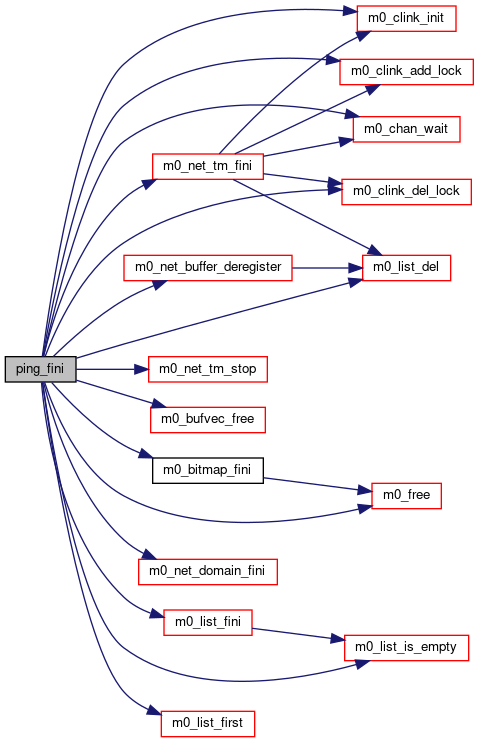 m0_clink_init
m0_clink_add_lock
m0_chan_wait
m0_net_tm_fini
m0_clink_del_lock
m0_net_buffer_deregister
m0_list_del
ping_fini
m0_net_tm_stop
m0_bufvec_free
m0_bitmap_fini
m0_free
m0_net_domain_fini
m0_list_fini
m0_list_is_empty
m0_list_first